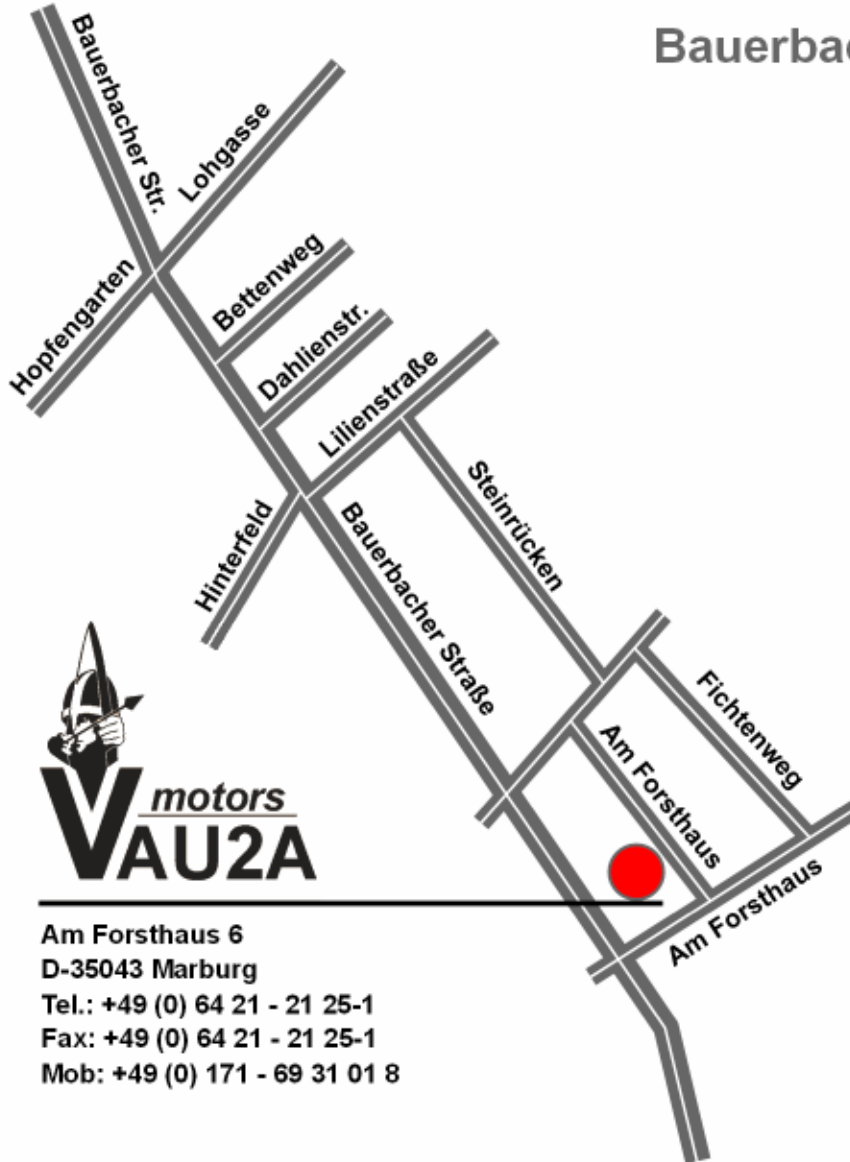 Bauerbac
Bauerbacher Str.
Lohgasse
Hopfengarten
Bettenweg
Dahlienstr.
Lilienstraße
Hinterfeld
Steinrücken
Bauerbacher Straße
Fichtenweg
Am Forsthaus
Am Forsthaus
motors
VAU2A
Am Forsthaus 6
D-35043 Marburg
Tel.: +49 (0) 64 21 - 21 25-1
Fax: +49 (0) 64 21 - 21 25-1
Mob: +49 (0) 171 - 69 31 01 8